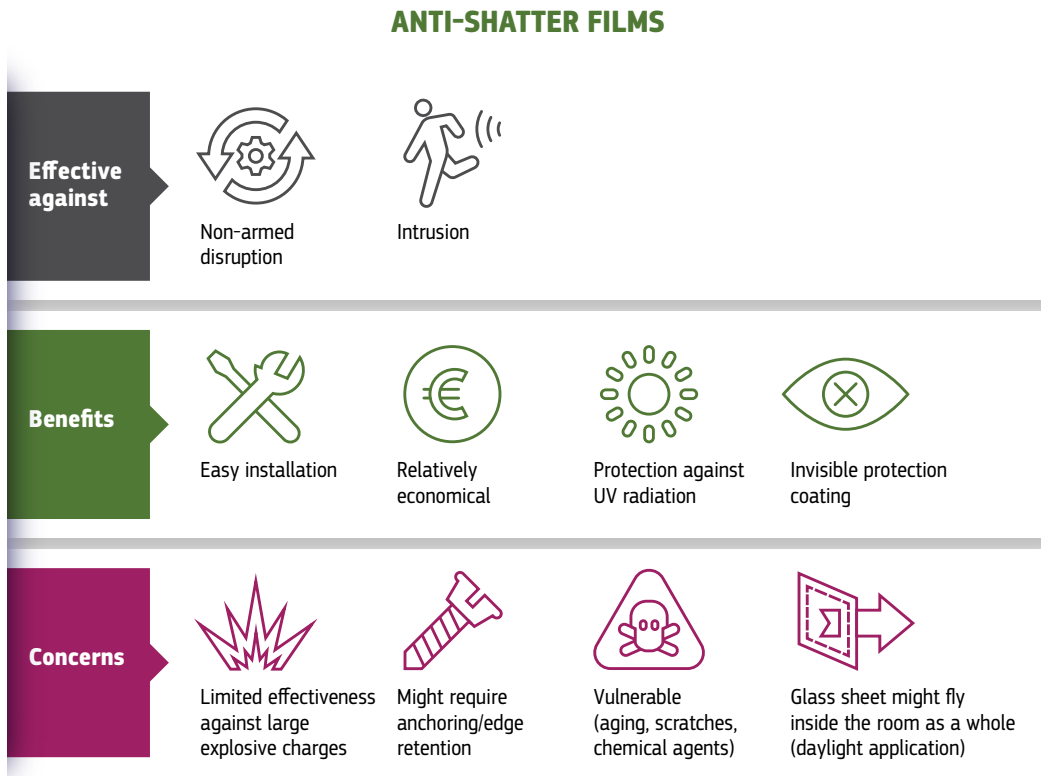 ANTI-SHATTER FILMS
Effective
against
Non-armed
disruption
Intrusion
Benefits
Easy installation
Relatively
economical
Protection against
UV radiation
Invisible protection
coating
Concerns
Limited effectiveness
against large
explosive charges
Might require
anchoring/edge
retention
Vulnerable
(aging, scratches,
chemical agents)
Glass sheet might fly
inside the room as a whole
(daylight application)